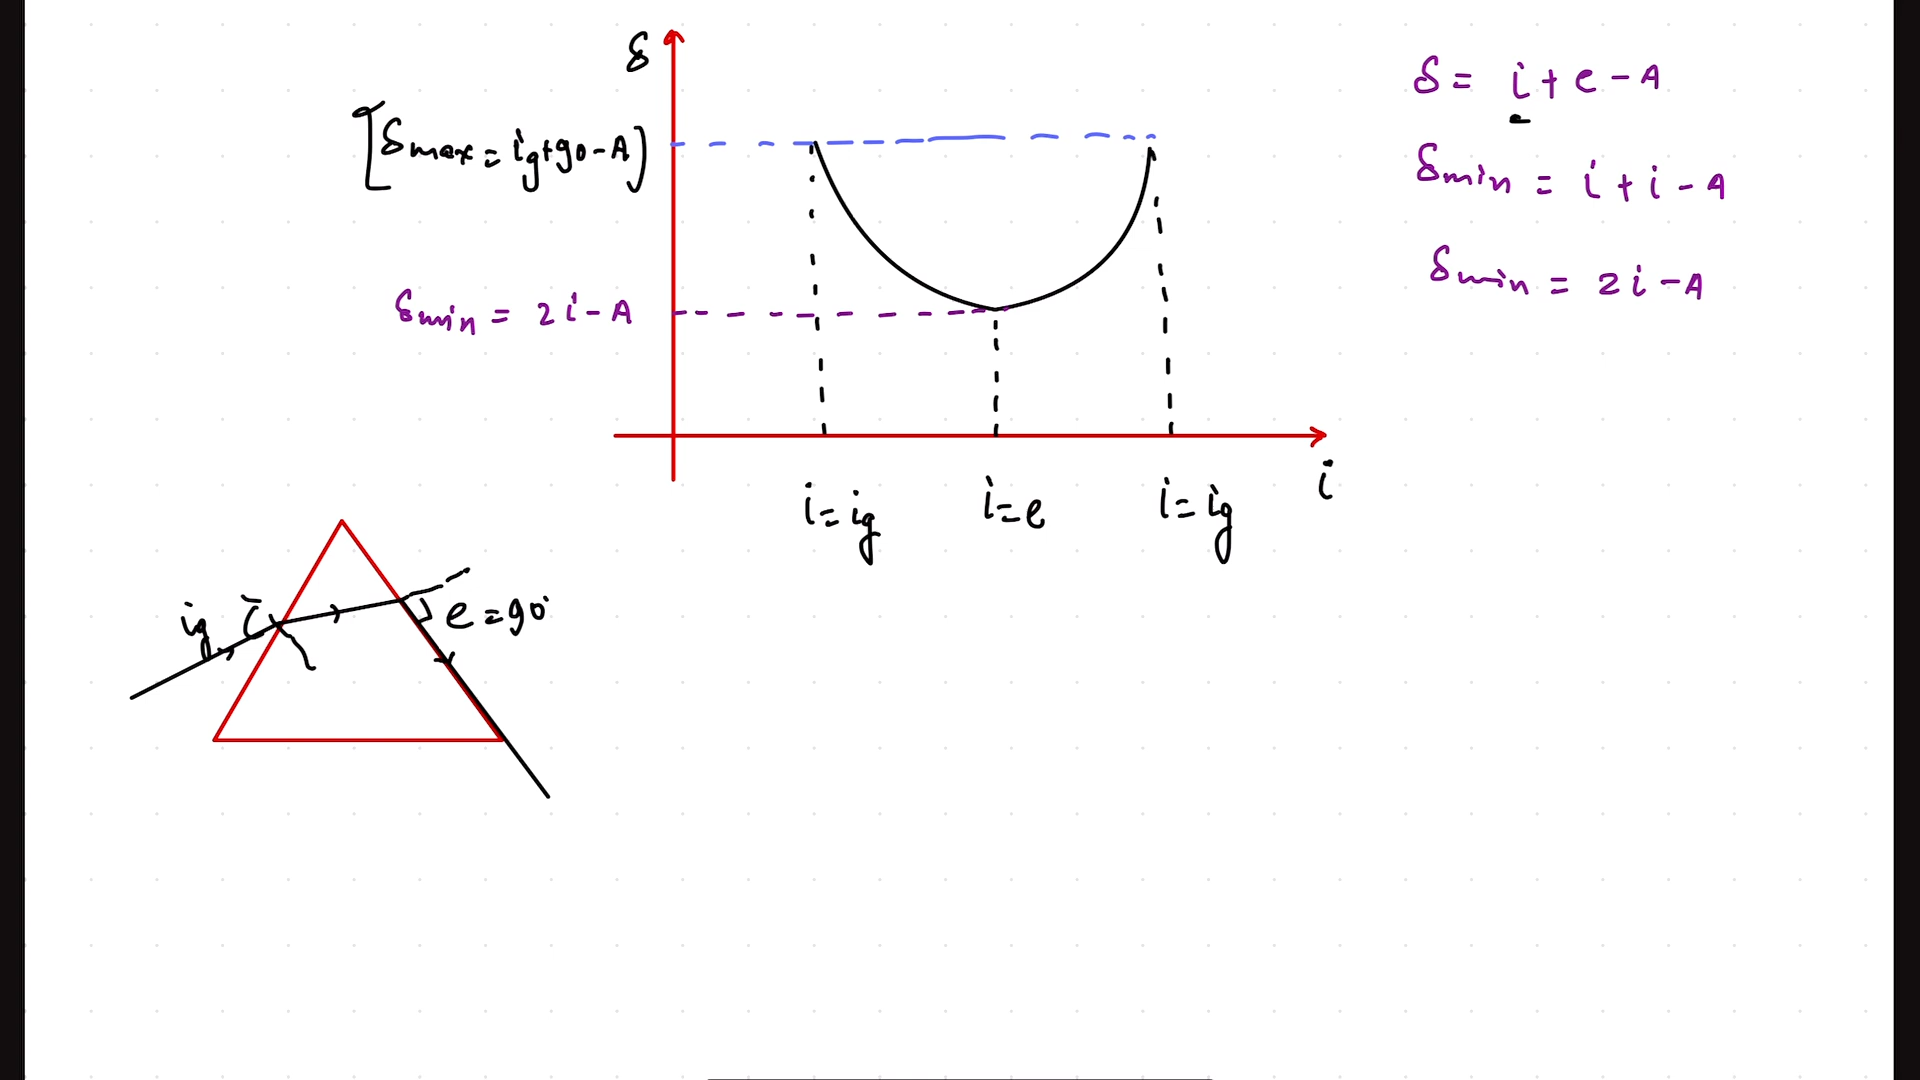 δ
[δmax = ig+90-A]
δmin = 2i-A
i = ig
i = e
i = ig
i
δ = i + e - A
δmin = i + i - A
δmin = 2i - A
ig
i
e = 90°